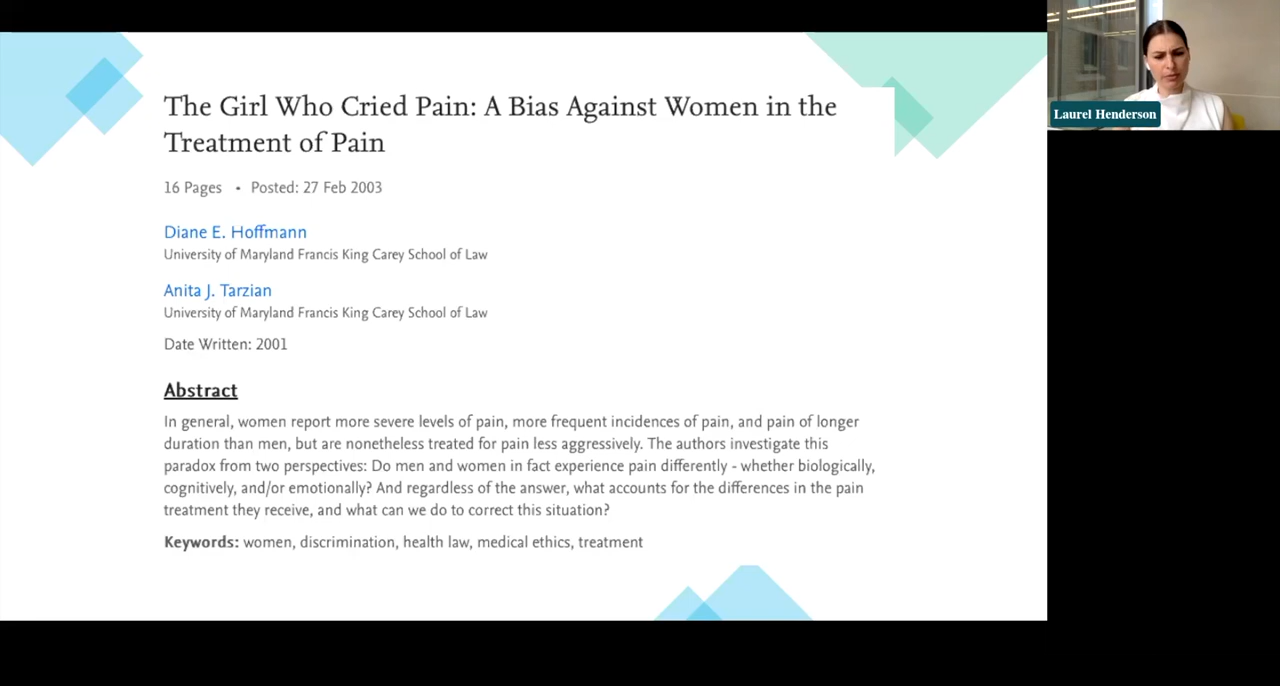 The Girl Who Cried Pain: A Bias Against Women in the
Treatment of Pain
16 Pages • Posted: 27 Feb 2003
Diane E. Hoffmann
University of Maryland Francis King Carey School of Law
Anita J. Tarzian
University of Maryland Francis King Carey School of Law
Date Written: 2001
Abstract
In general, women report more severe levels of pain, more frequent incidences of pain, and pain of longer
duration than men, but are nonetheless treated for pain less aggressively. The authors investigate this
paradox from two perspectives: Do men and women in fact experience pain differently - whether biologically,
cognitively, and/or emotionally? And regardless of the answer, what accounts for the differences in the pain
treatment they receive, and what can we do to correct this situation?
Keywords: women, discrimination, health law, medical ethics, treatment
Laurel Henderson